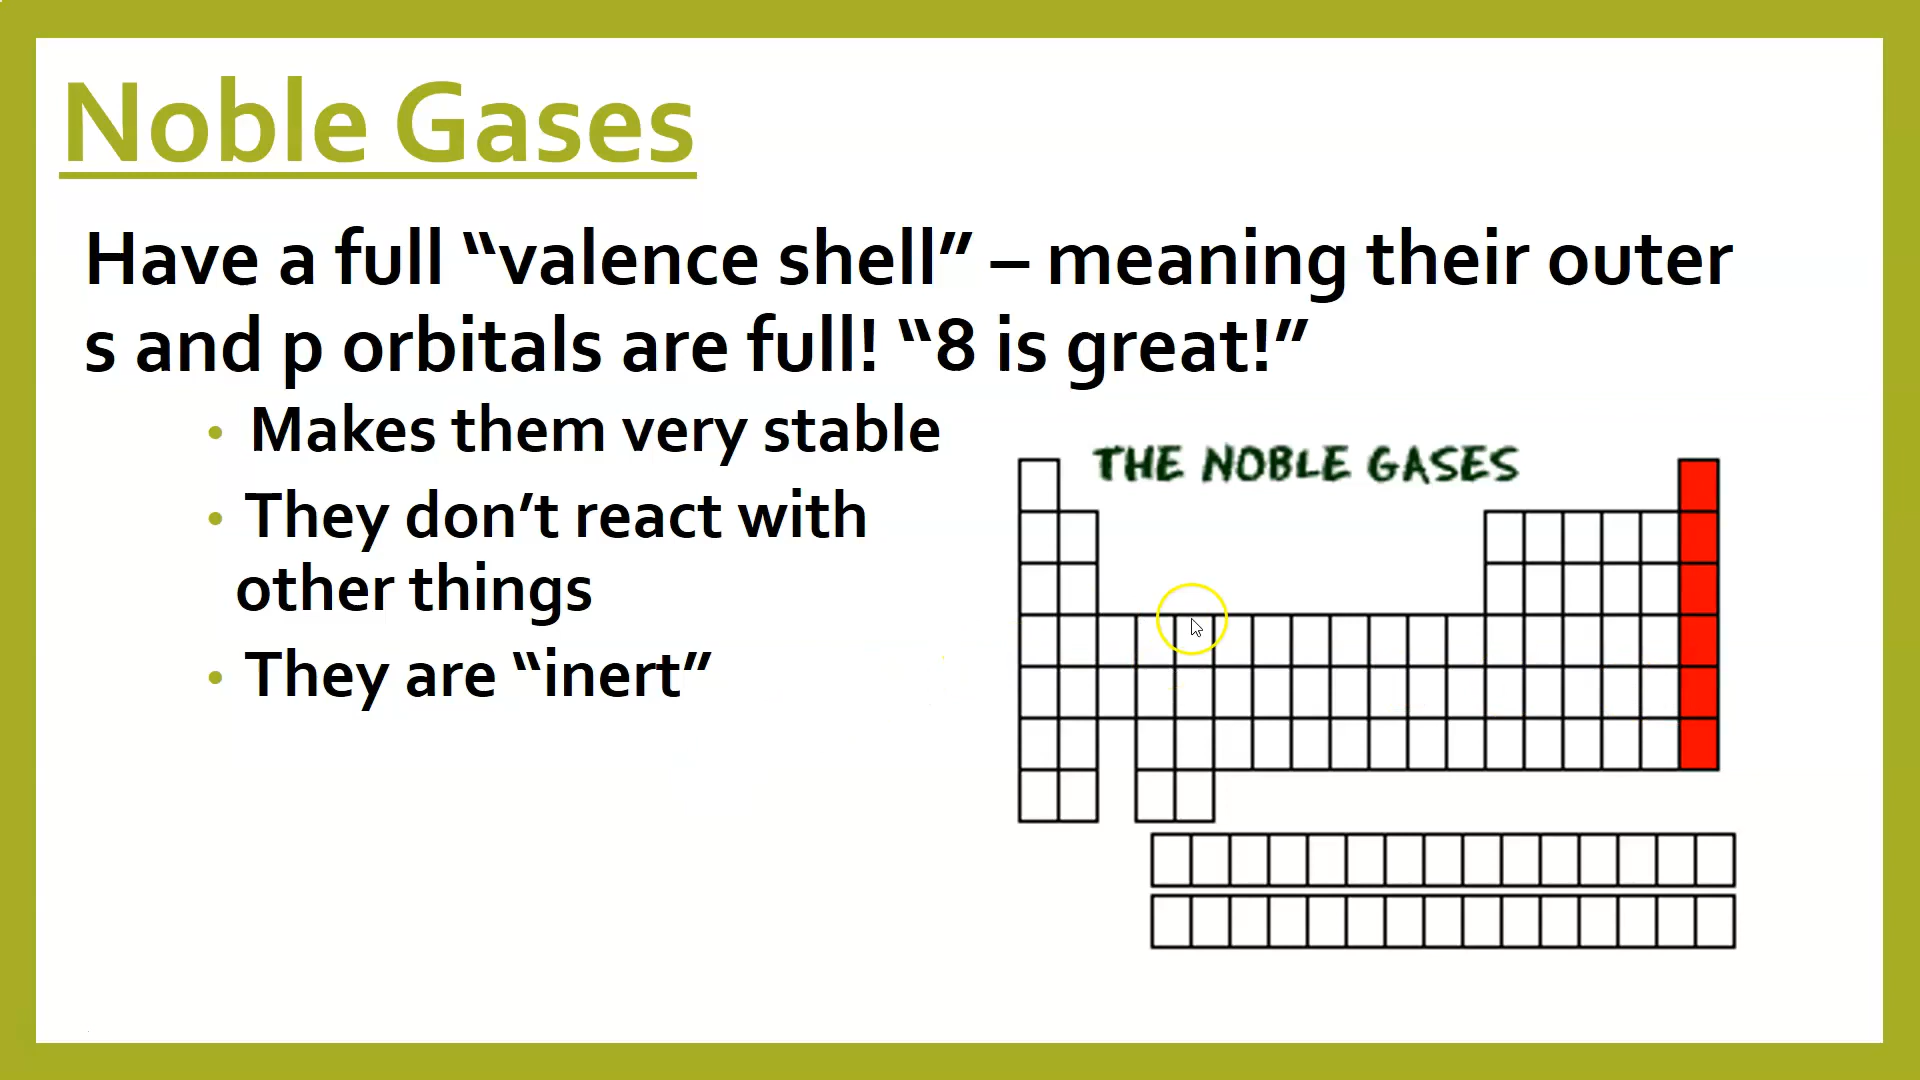 Noble Gases
Have a full “valence shell” – meaning their outer
s and p orbitals are full! “8 is great!”
• Makes them very stable
• They don’t react with
other things
• They are “inert”
THE NOBLE GASES